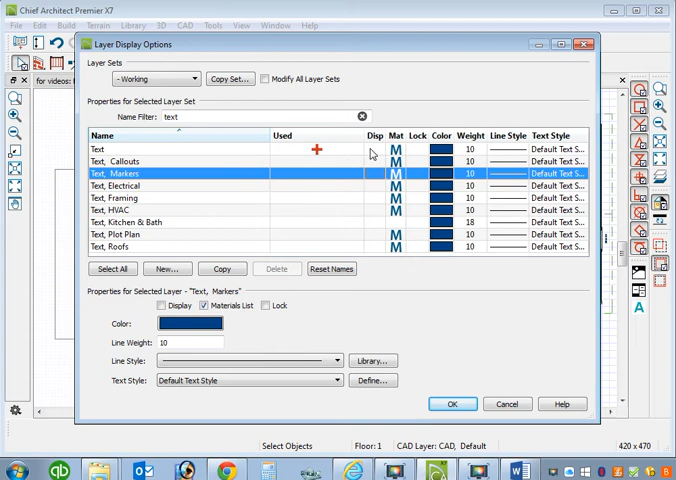 Chief Architect Premier X7
File Edit Build Terrain Library 3D CAD Tools Window Help
Layer Display Options
for videos:
Layer Sets
- Working Copy Set... Modify All Layer Sets
Properties for Selected Layer Set
Name Filter: text
Name Used Disp Mat Lock Color Weight Line Style Text Style
Text M 10 Default Text S...
Text, Callouts M 10 Default Text S...
Text, Markers M 10 Default Text S...
Text, Electrical M 10 Default Text S...
Text, Framing M 10 Default Text S...
Text, HVAC M 10 Default Text S...
Text, Kitchen & Bath 18 Default Text S...
Text, Plot Plan M 10 Default Text S...
Text, Roofs M 10 Default Text S...
Select All New... Copy Delete Reset Names
Properties for Selected Layer - "Text, Markers"
Display Materials List Lock
Color:
Line Weight: 10
Line Style: Library...
Text Style: Default Text Style Define...
OK Cancel Help
A
Select Objects Floor: 1 CAD Layer: CAD, Default 420 x 470
qb